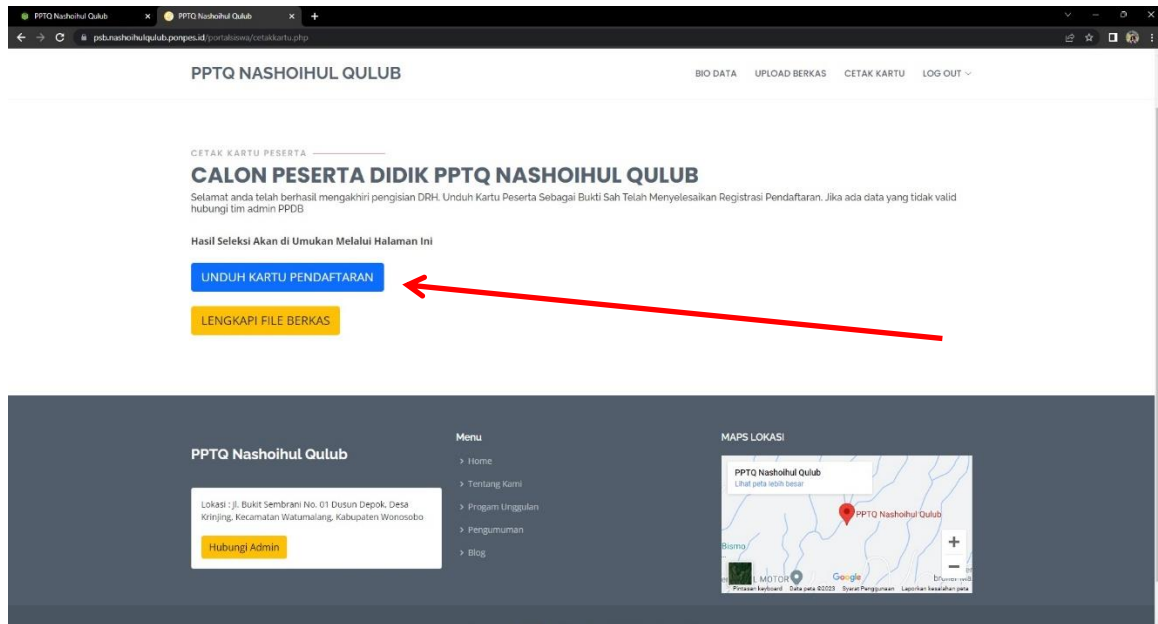 PPTQ Nashoihul Qulub
PPTQ Nashoihul Qulub
psb.nashoihulqulub.ponpes.id/portalsiswa/cetakkartu.php
PPTQ NASHOIHUL QULUB
BIO DATA UPLOAD BERKAS CETAK KARTU LOG OUT
CETAK KARTU PESERTA
CALON PESERTA DIDIK PPTQ NASHOIHUL QULUB
Selamat anda telah berhasil mengakhiri pengisian DRH. Unduh Kartu Peserta Sebagai Bukti Sah Telah Menyelesaikan Registrasi Pendaftaran. Jika ada data yang tidak valid
hubungi tim admin PPDB
Hasil Seleksi Akan di Umukan Melalui Halaman Ini
UNDUH KARTU PENDAFTARAN
LENGKAPI FILE BERKAS
PPTQ Nashoihul Qulub
Lokasi : Jl. Bukit Sembrani No. 01 Dusun Depok, Desa
Krinjing, Kecamatan Watumalang, Kabupaten Wonosobo
Hubungi Admin
Menu
> Home
> Tentang Kami
> Progam Unggulan
> Pengumuman
> Blog
MAPS LOKASI
PPTQ Nashoihul Qulub
Lihat peta lebih besar
PPTQ Nashoihul Qulub
Bismo
L MOTOR
Google
Pintasan keyboard Data peta ©2023 Syarat Penggunaan Laporkan kesalahan peta